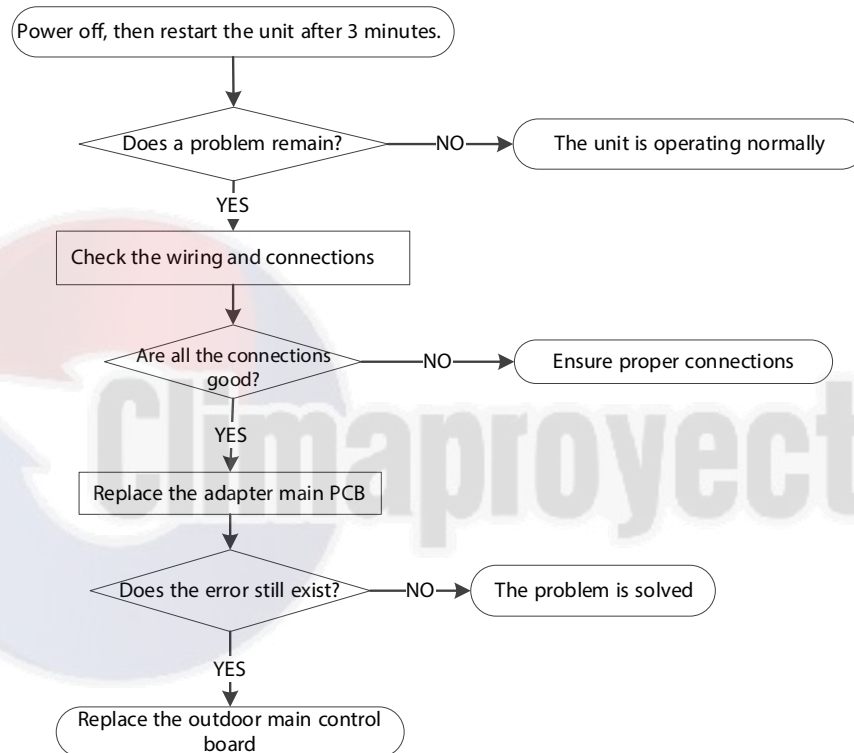 Power off, then restart the unit after 3 minutes.
Does a problem remain?
NO
The unit is operating normally
YES
Check the wiring and connections
Are all the connections
good?
NO
Ensure proper connections
YES
Climaproyect
Replace the adapter main PCB
Does the error still exist?
NO
The problem is solved
YES
Replace the outdoor main control
board